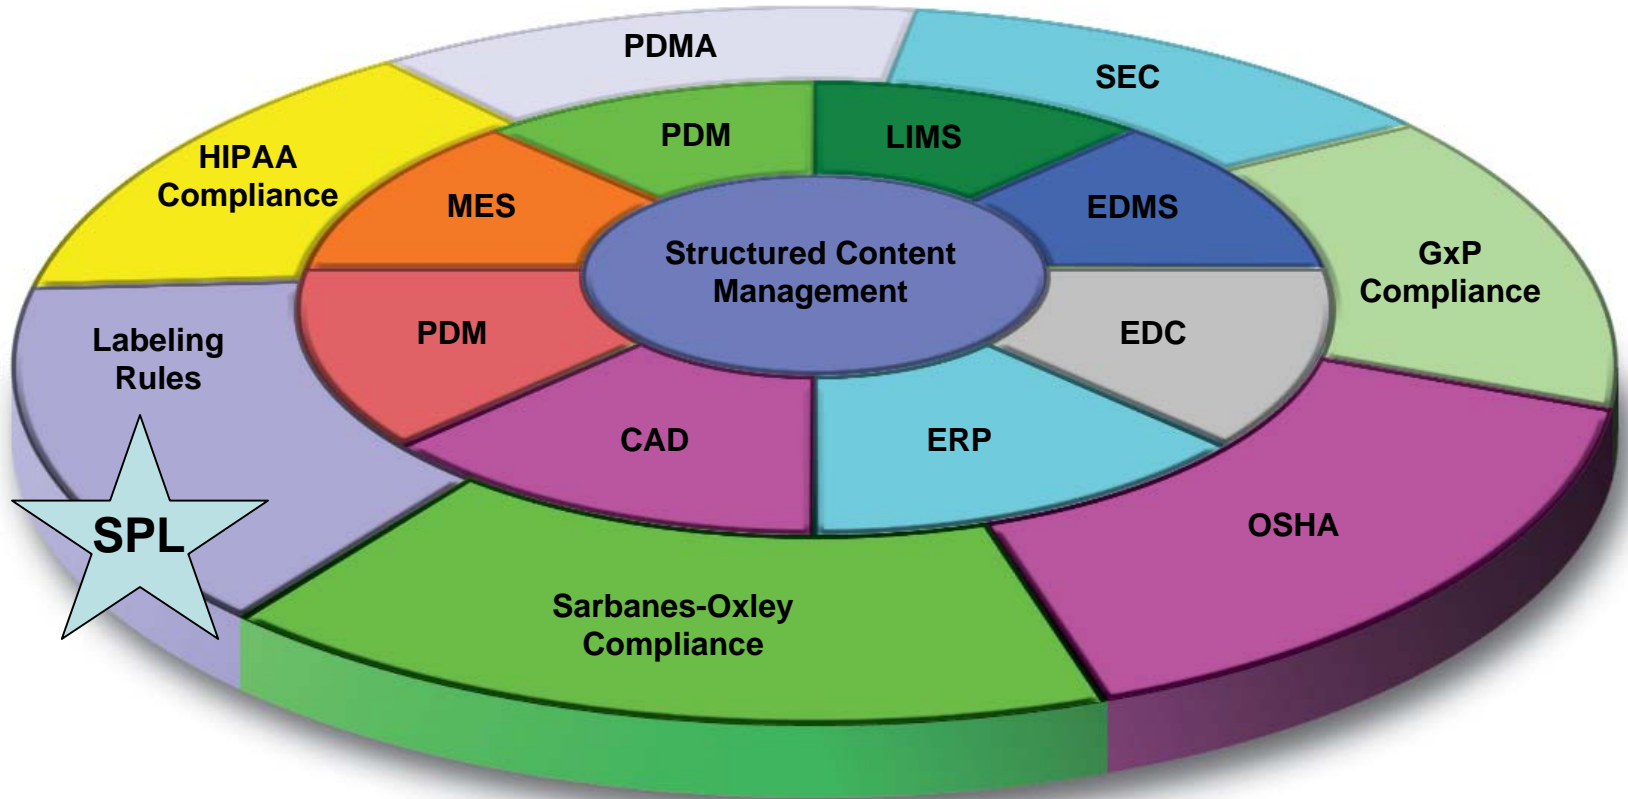 PDMA
SEC
PDM
LIMS
HIPAA
Compliance
MES
EDMS
Structured Content
Management
GxP
Compliance
Labeling
Rules
PDM
EDC
CAD
ERP
SPL
OSHA
Sarbanes-Oxley
Compliance